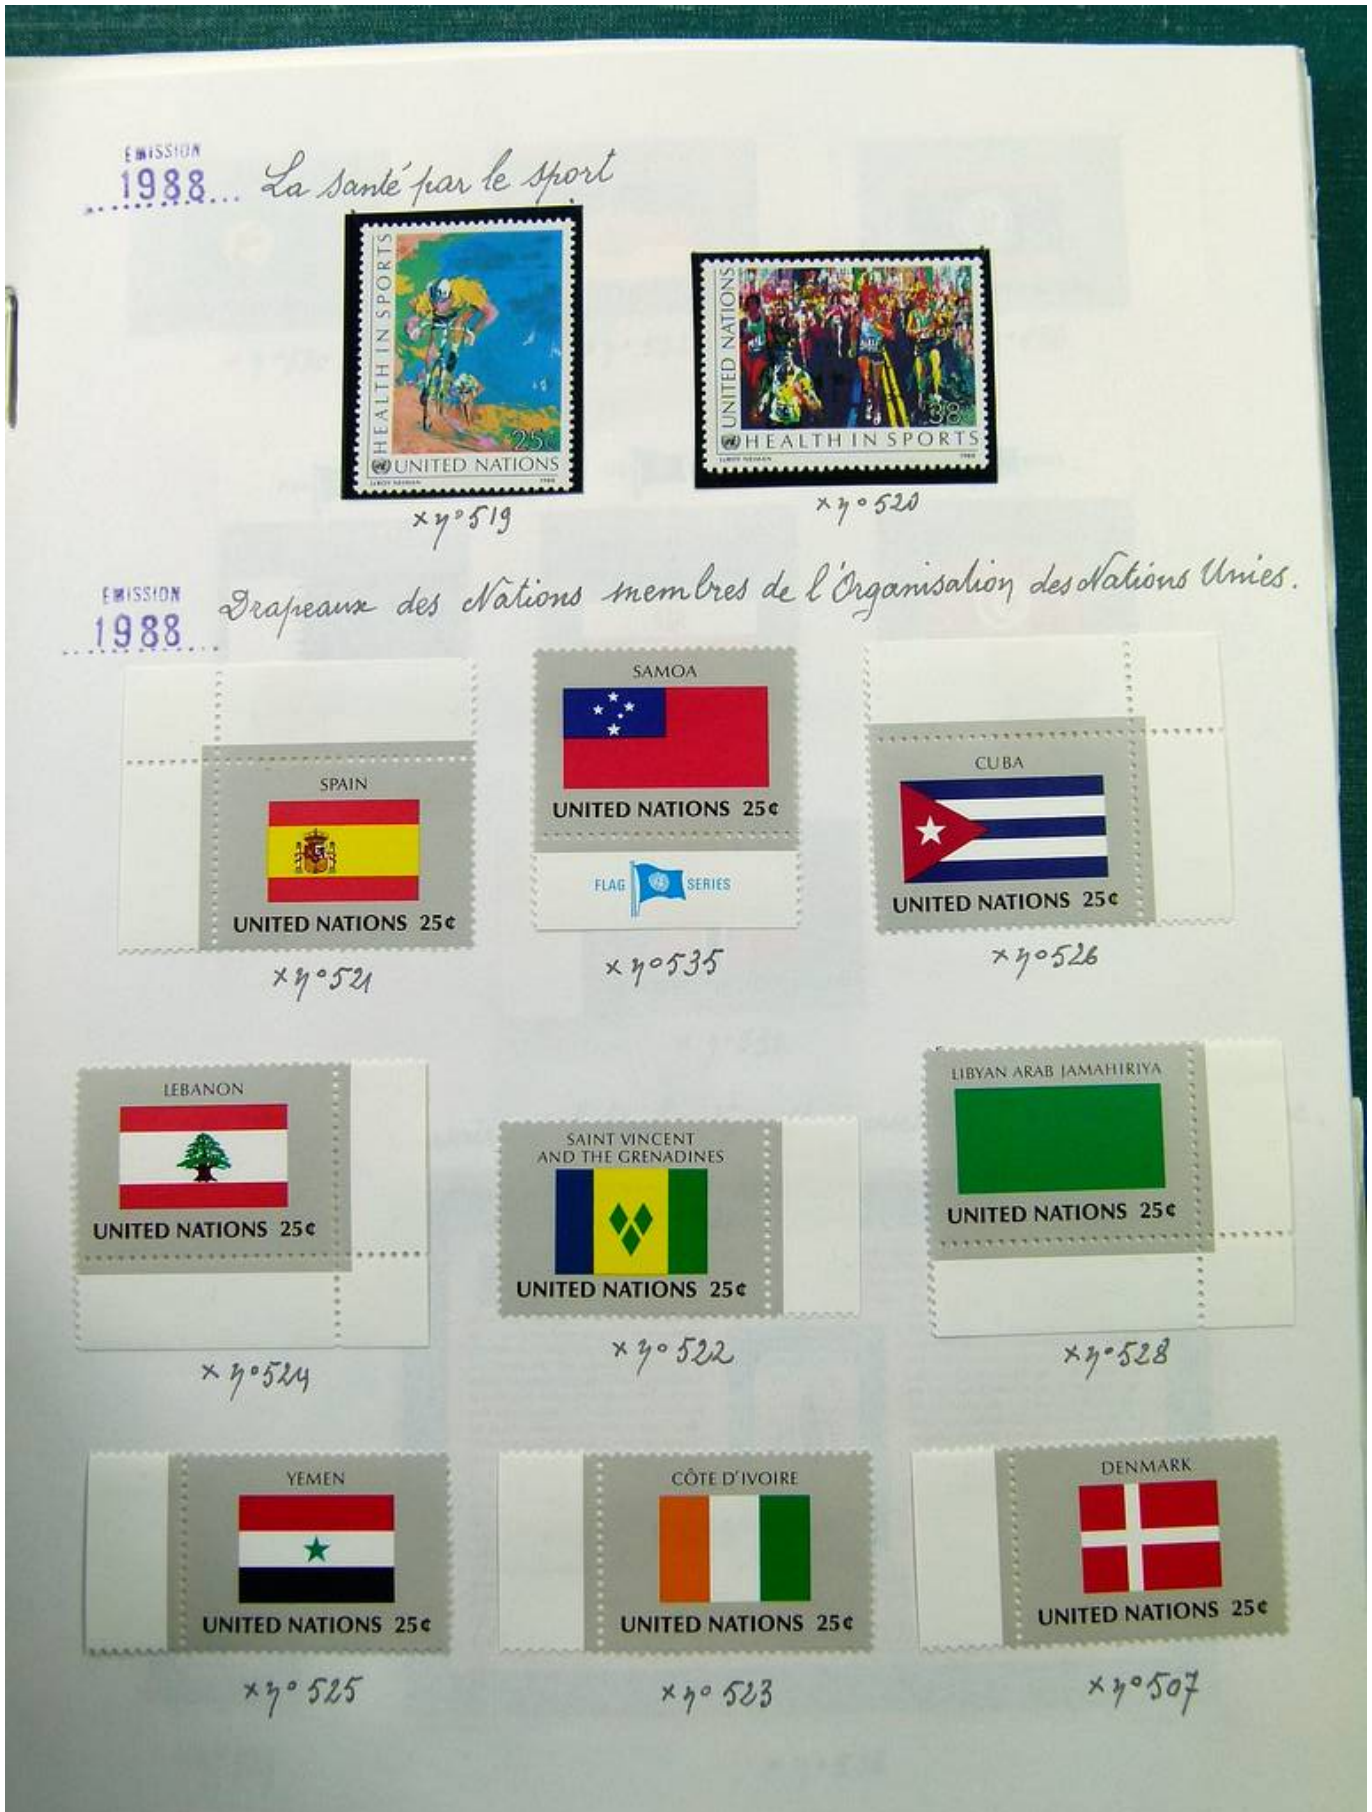 EMISSION
1988 La santé par le sport
HEALTH IN SPORTS
25c
UNITED NATIONS
LeROY NEIMAN 1988
UNITED NATIONS
38c
HEALTH IN SPORTS
LeROY NEIMAN 1988
x n°519
x n°520
EMISSION
1988 Drapeaux des Nations membres de l'Organisation des Nations Unies.
SPAIN
UNITED NATIONS 25¢
SAMOA
UNITED NATIONS 25¢
FLAG SERIES
CUBA
UNITED NATIONS 25¢
x n°521
x n°535
x n°526
LEBANON
UNITED NATIONS 25¢
SAINT VINCENT
AND THE GRENADINES
UNITED NATIONS 25¢
LIBYAN ARAB JAMAHIRIYA
UNITED NATIONS 25¢
x n°524
x n°522
x n°528
YEMEN
UNITED NATIONS 25¢
CÔTE D'IVOIRE
UNITED NATIONS 25¢
DENMARK
UNITED NATIONS 25¢
x n°525
x n°523
x n°507